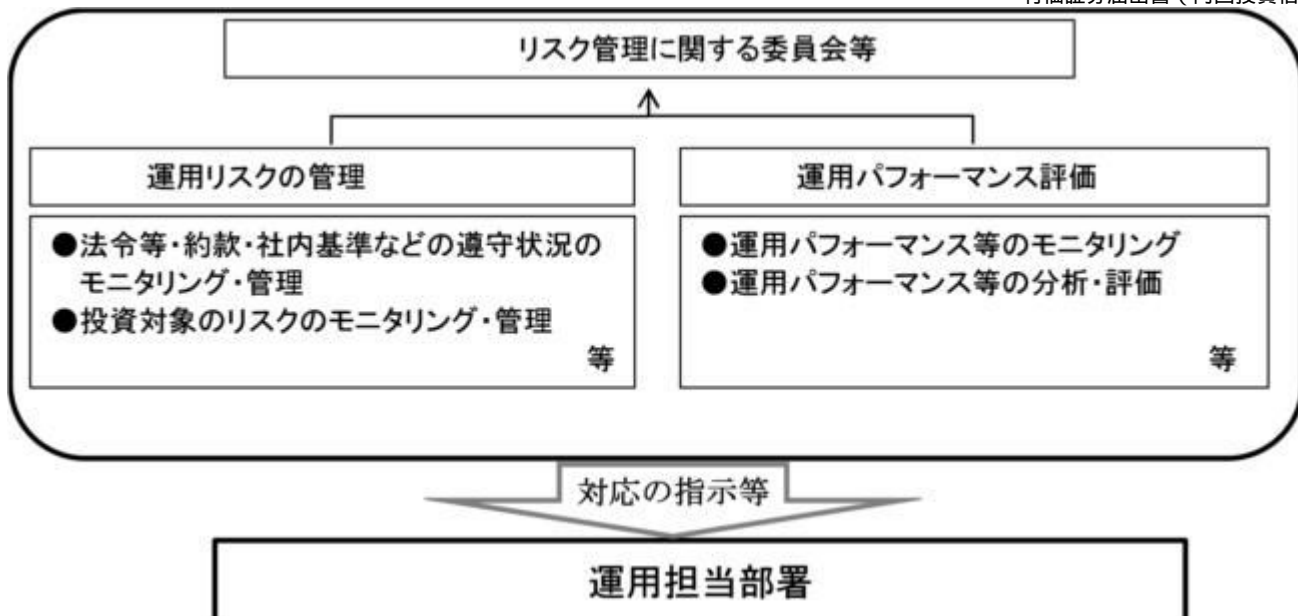 リスク管理に関する委員会等
運用リスクの管理
運用パフォーマンス評価
●法令等・約款・社内基準などの遵守状況の
モニタリング・管理
●投資対象のリスクのモニタリング・管理
等
●運用パフォーマンス等のモニタリング
●運用パフォーマンス等の分析・評価
等
対応の指示等
運用担当部署